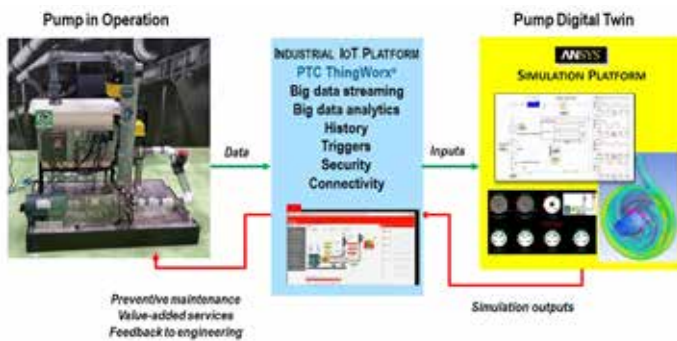 Pump in Operation
INDUSTRIAL IOT PLATFORM
PTC ThingWorx®
Big data streaming
Big data analytics
History
Triggers
Security
Connectivity
Data
Inputs
Pump Digital Twin
ANSYS
SIMULATION PLATFORM
Preventive maintenance
Value-added services
Feedback to engineering
Simulation outputs